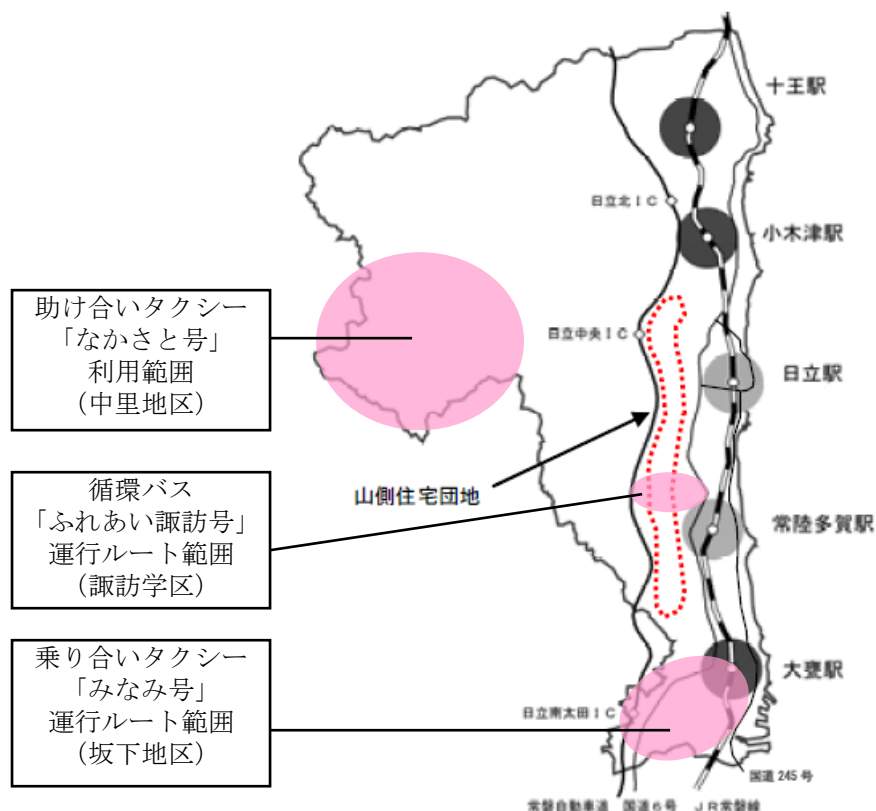 十王駅
日立北IC
小木津駅
助け合いタクシー
「なかさと号」
利用範囲
（中里地区）
日立中央IC
日立駅
山側住宅団地
循環バス
「ふれあい諏訪号」
運行ルート範囲
（諏訪学区）
常陸多賀駅
乗り合いタクシー
「みなみ号」
運行ルート範囲
（坂下地区）
大甕駅
日立南太田IC
国道245号
常磐自動車道 国道6号 JR常磐線